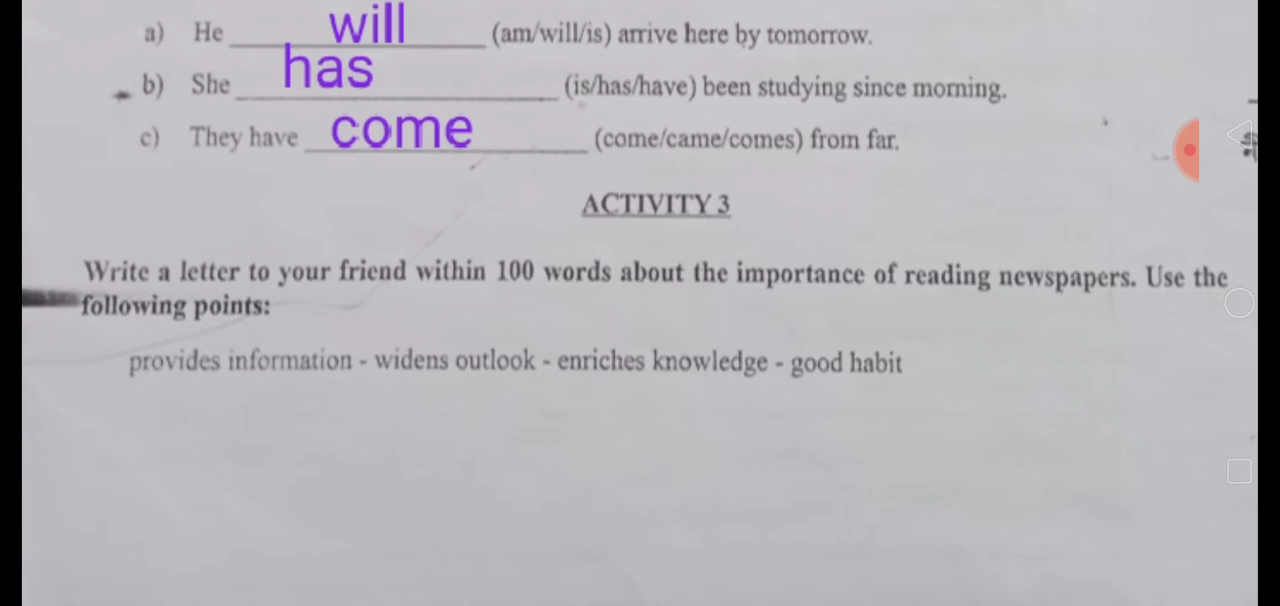 a) He will (am/will/is) arrive here by tomorrow.
b) She has (is/has/have) been studying since morning.
c) They have come (come/came/comes) from far.
ACTIVITY 3
Write a letter to your friend within 100 words about the importance of reading newspapers. Use the
following points:
provides information - widens outlook - enriches knowledge - good habit